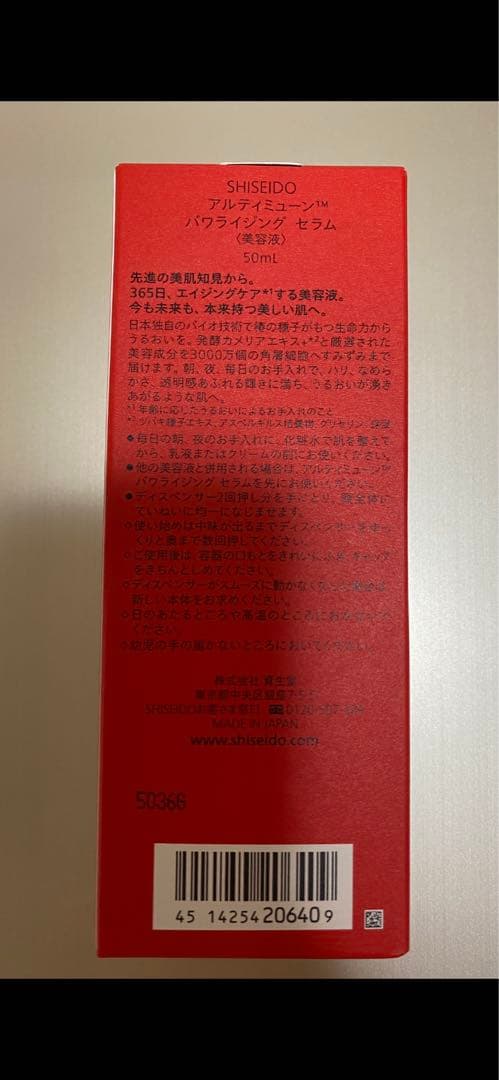 SHISEIDO
アルティミューン™
パワライジング セラム
〈美容液〉
50mL
先進の美肌知見から。
365日、エイジングケア*¹する美容液。
今も未来も、本来持つ美しい肌へ。
日本独自のバイオ技術で椿の種子がもつ生命力から
うるおいを。発酵カメリアエキス+*²と厳選された
美容成分を3000万個の角層細胞へすみずみまで
届けます。朝、夜、毎日のお手入れで、ハリ、なめら
かさ、透明感あふれる輝きに満ち、うるおいが湧き
あがるような肌へ。
*¹ 年齢に応じたうるおいによるお手入れのこと
*² ツバキ種子エキス、アスペルギルス培養物、グリセリン：保湿
●毎日の朝、夜のお手入れに、化粧水で肌を整えて
から、乳液またはクリームの前にお使いください。
●他の美容液と併用される場合は、アルティミューン™
パワライジング セラムを先にお使いください。
●ディスペンサー2回押し分を手にとり、顔全体に
ていねいに均一になじませます。
○使い始めは中味が出るまでディスペンサーをゆっ
くりと奥まで数回押してください。
○ご使用後は、容器の口もとをきれいにふき、キャップ
をきちんとしめてください。
○ディスペンサーがスムーズに動かなくなった場合は、
新しい本体をお求めください。
○日のあたるところや高温のところにおかないで
ください。
○幼児の手の届かないところにおいてください。
株式会社 資生堂
東京都中央区銀座7-5-5
SHISEIDOお客さま窓口
MADE IN JAPAN
www.shiseido.com
5036G
45 14254 20640 9